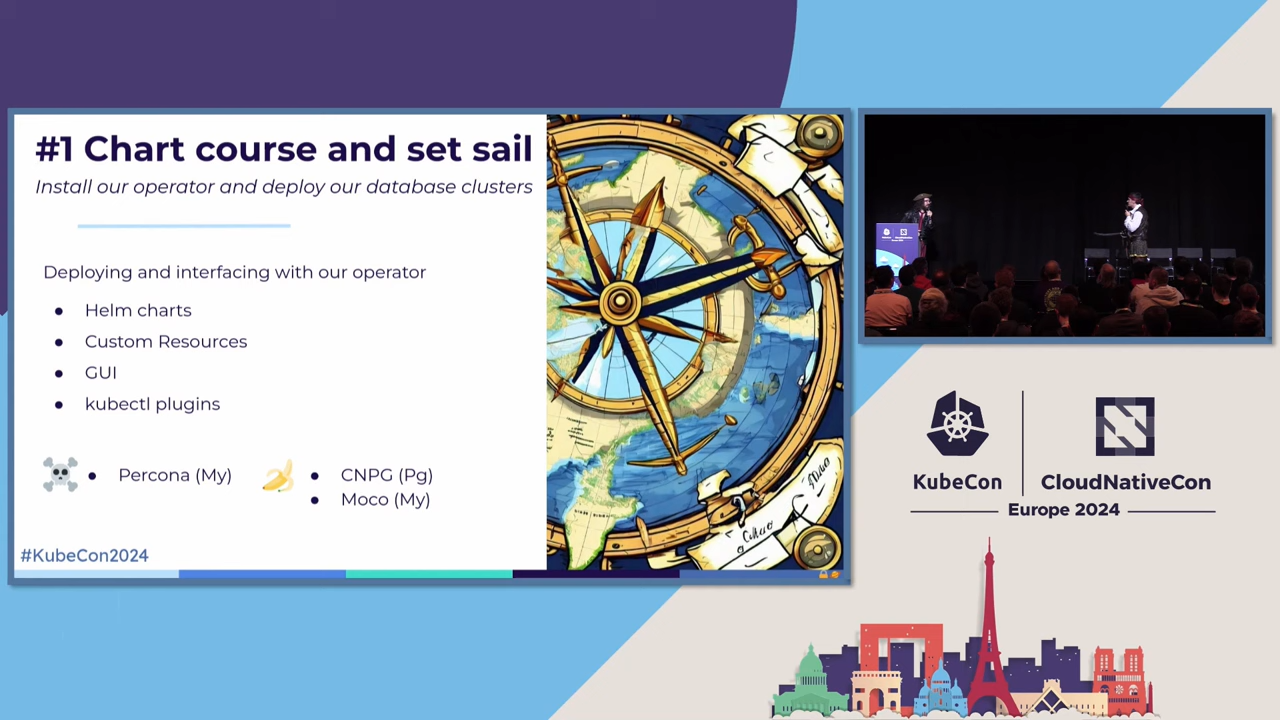 #1 Chart course and set sail
Install our operator and deploy our database clusters
Deploying and interfacing with our operator
● Helm charts
● Custom Resources
● GUI
● kubectl plugins
● Percona (My)
● CNPG (Pg)
● Moco (My)
#KubeCon2024
KubeCon
CloudNativeCon
Europe 2024